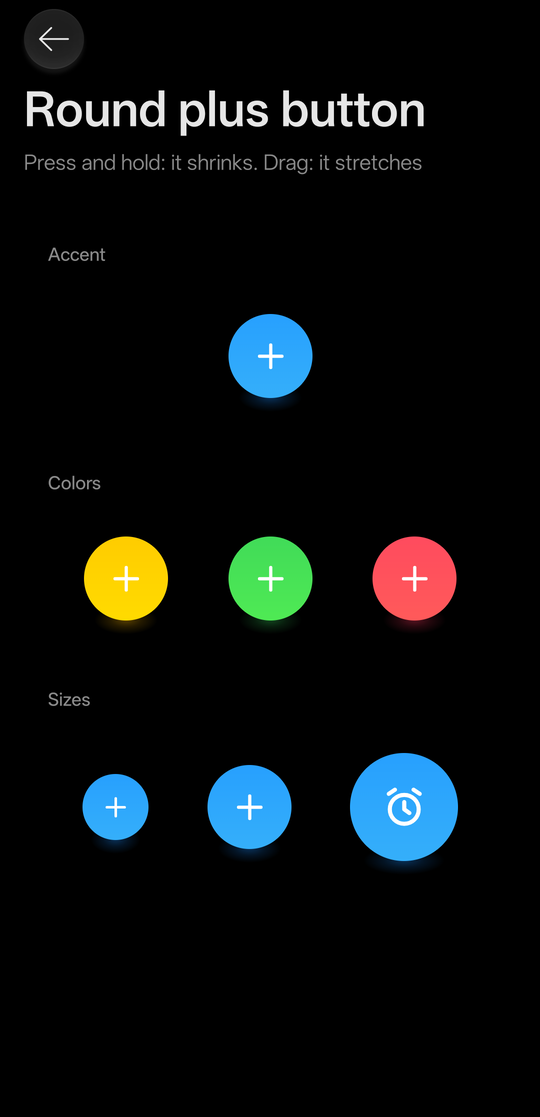 Round plus button
Press and hold: it shrinks. Drag: it stretches
Accent
Colors
Sizes